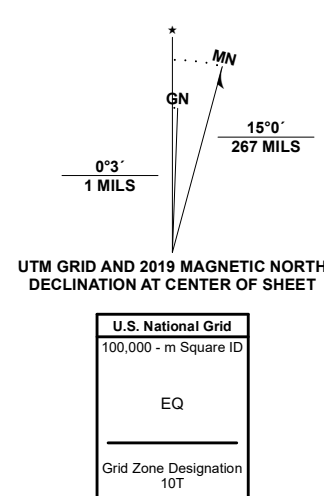 ★
MN
GN
15°0´
267 MILS
0°3´
1 MILS
UTM GRID AND 2019 MAGNETIC NORTH
DECLINATION AT CENTER OF SHEET
U.S. National Grid
100,000 - m Square ID
EQ
Grid Zone Designation
10T